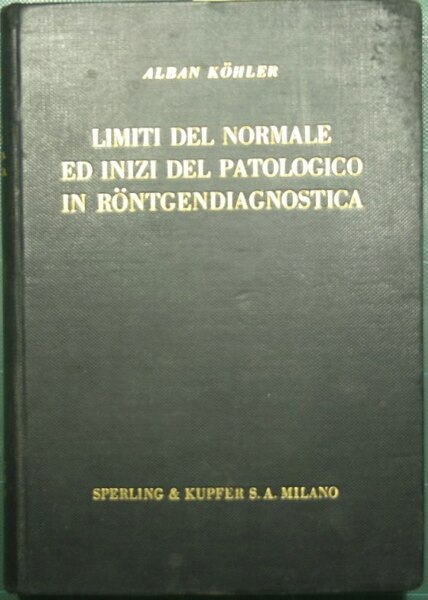 ALBAN KÖHLER
LIMITI DEL NORMALE
ED INIZI DEL PATOLOGICO
IN RÖNTGENDIAGNOSTICA
SPERLING & KUPFER S.A. MILANO